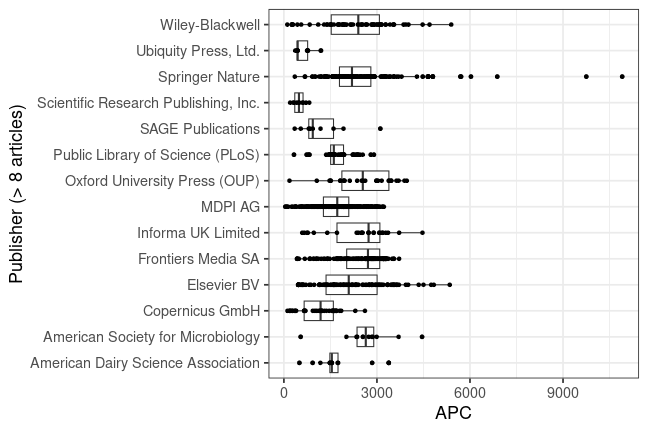 Publisher (> 8 articles)
Wiley-Blackwell
Ubiquity Press, Ltd.
Springer Nature
Scientific Research Publishing, Inc.
SAGE Publications
Public Library of Science (PLoS)
Oxford University Press (OUP)
MDPI AG
Informa UK Limited
Frontiers Media SA
Elsevier BV
Copernicus GmbH
American Society for Microbiology
American Dairy Science Association
0 3000 6000 9000
APC